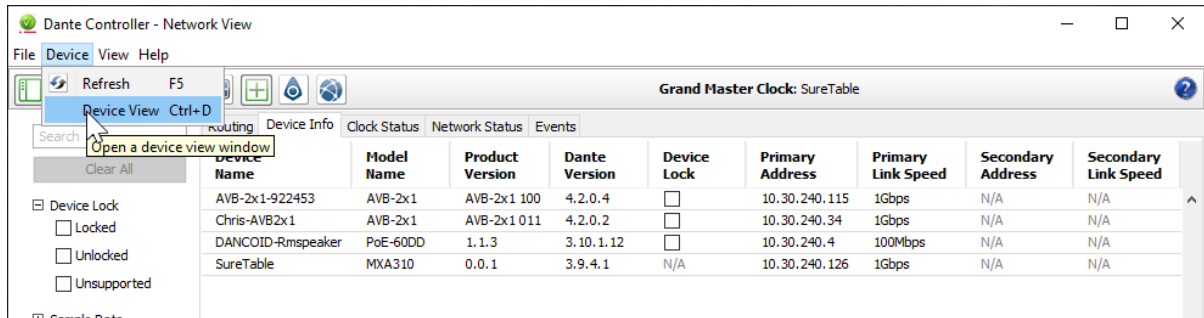 Dante Controller - Network View
File Device View Help
Refresh F5
Device View Ctrl+D
Grand Master Clock: SureTable
Open a device view window
Search
Clear All
Device Lock
Locked
Unlocked
Unsupported
Routing Device Info Clock Status Network Status Events
Device Name Model Name Product Version Dante Version Device Lock Primary Address Primary Link Speed Secondary Address Secondary Link Speed
AVB-2x1-922453 AVB-2x1 AVB-2x1 100 4.2.0.4 10.30.240.115 1Gbps N/A N/A
Chris-AVB2x1 AVB-2x1 AVB-2x1 011 4.2.0.2 10.30.240.34 1Gbps N/A N/A
DANCOID-Rmspeaker PoE-60DD 1.1.3 3.10.1.12 10.30.240.4 100Mbps N/A N/A
SureTable MXA310 0.0.1 3.9.4.1 N/A 10.30.240.126 1Gbps N/A N/A